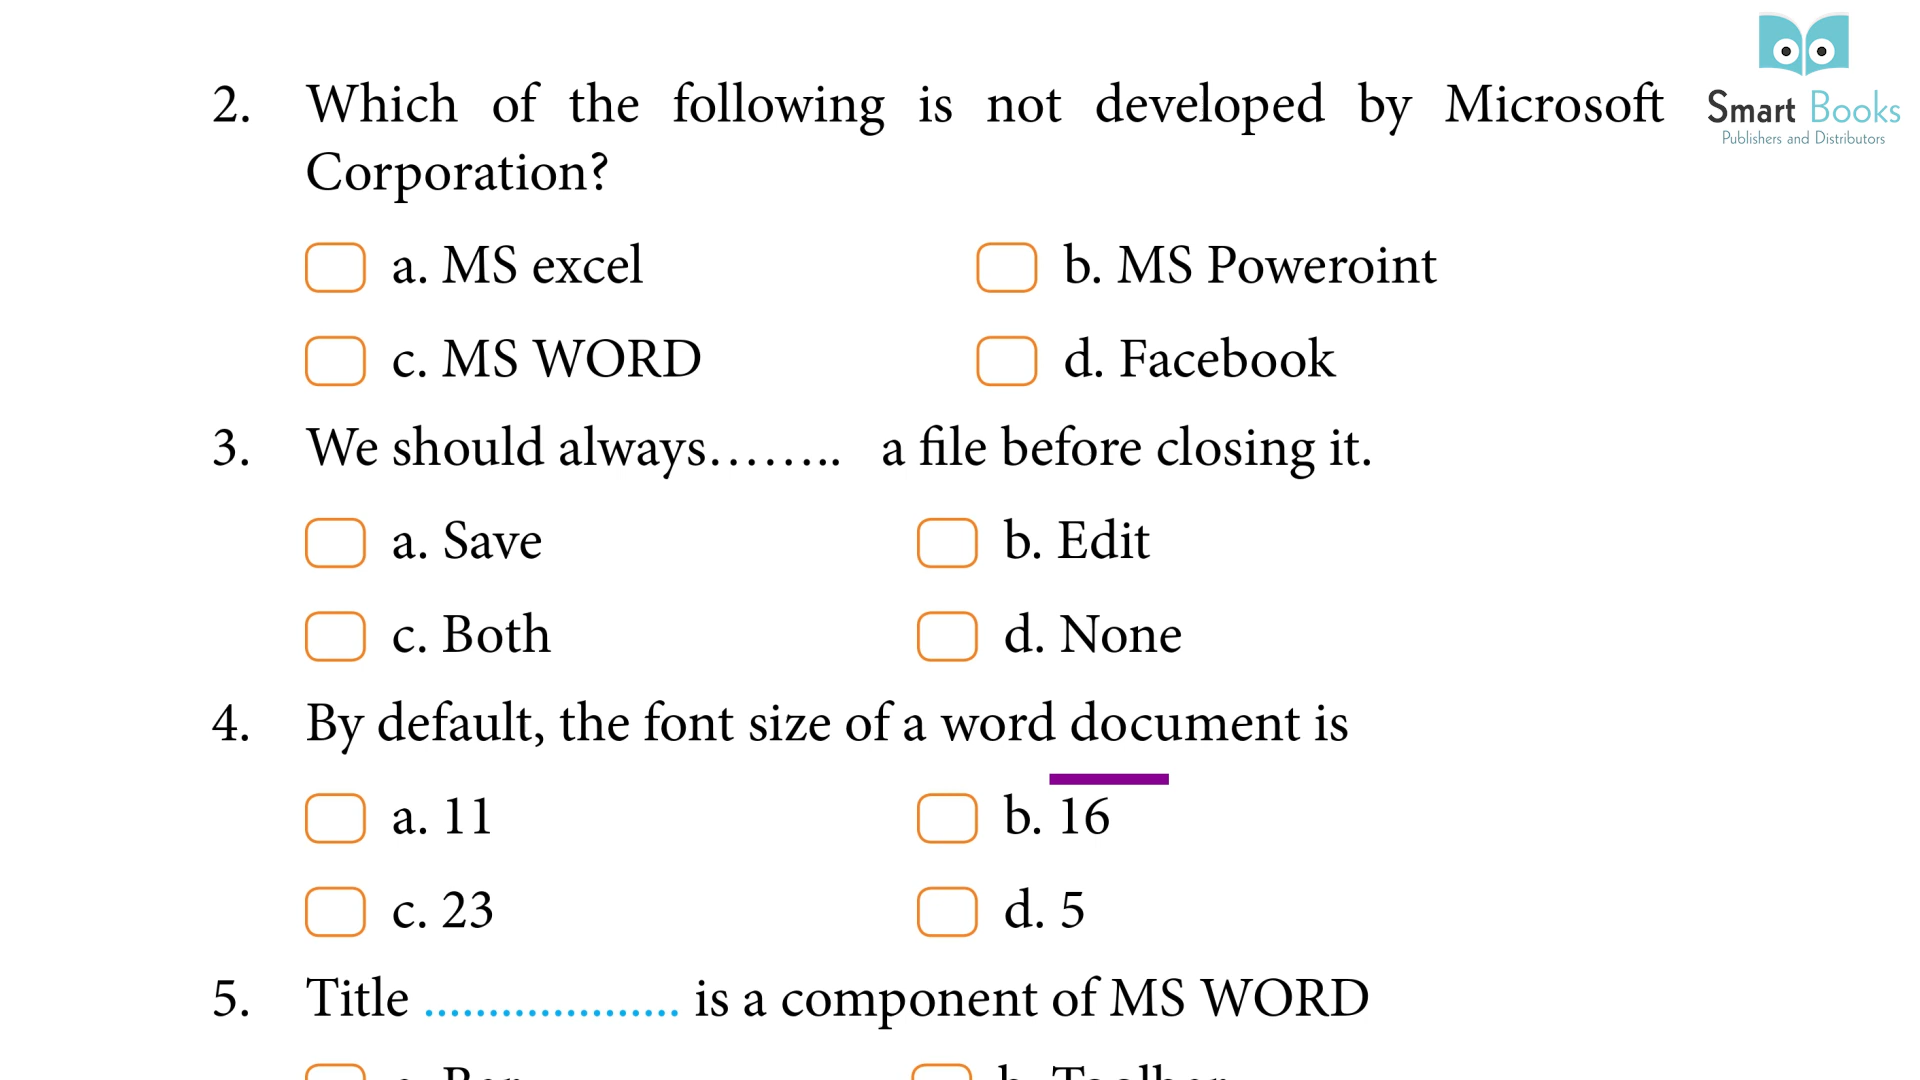 Smart Books
Publishers and Distributors
2. Which of the following is not developed by Microsoft
Corporation?
a. MS excel b. MS Poweroint
c. MS WORD d. Facebook
3. We should always…….. a file before closing it.
a. Save b. Edit
c. Both d. None
4. By default, the font size of a word document is
a. 11 b. 16
c. 23 d. 5
5. Title .................... is a component of MS WORD
a. Bar b. Toolbar